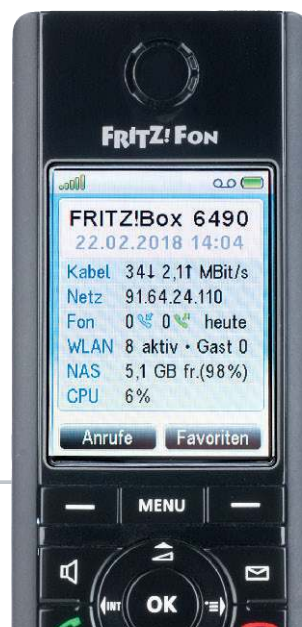 FRITZ! FON
FRITZ!Box 6490
22.02.2018 14:04
Kabel 34↓ 2,1↑ MBit/s
Netz 91.64.24.110
Fon 0 0 heute
WLAN 8 aktiv • Gast 0
NAS 5,1 GB fr.(98%)
CPU 6%
Anrufe Favoriten
MENU
INT OK